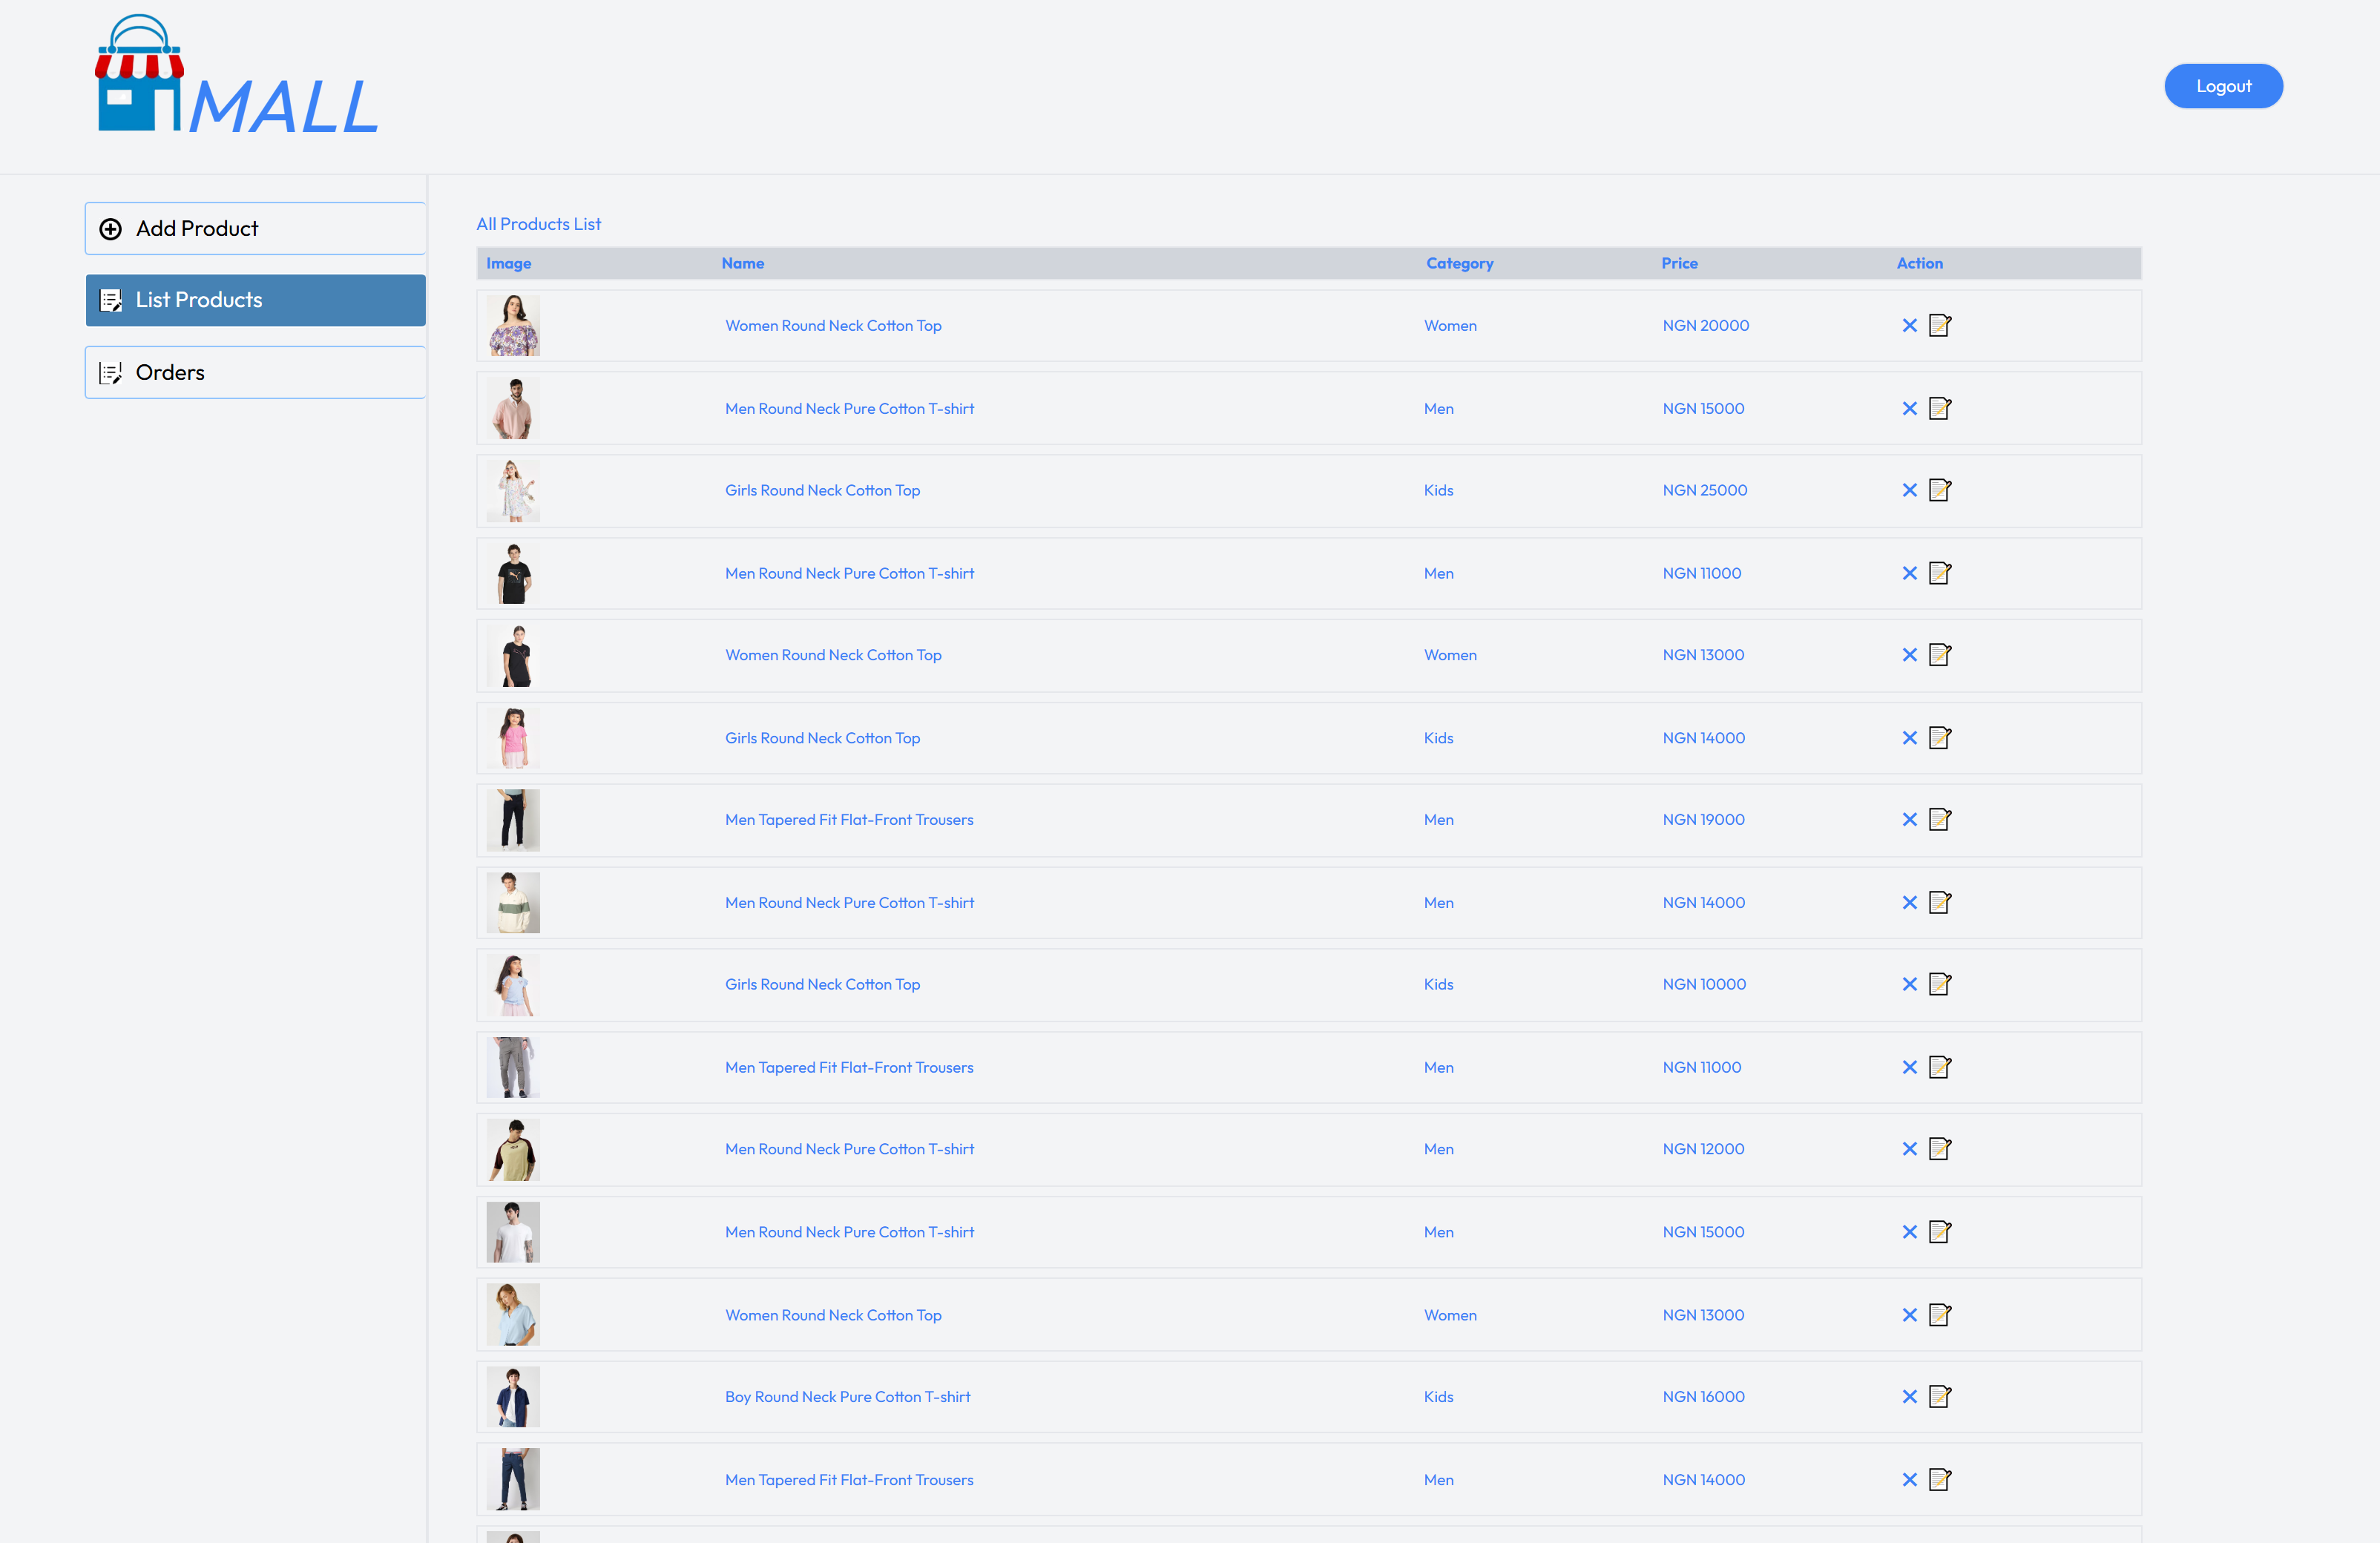 MALL
Logout
Add Product
List Products
Orders
All Products List
Image Name Category Price Action
Women Round Neck Cotton Top Women NGN 20000
Men Round Neck Pure Cotton T-shirt Men NGN 15000
Girls Round Neck Cotton Top Kids NGN 25000
Men Round Neck Pure Cotton T-shirt Men NGN 11000
Women Round Neck Cotton Top Women NGN 13000
Girls Round Neck Cotton Top Kids NGN 14000
Men Tapered Fit Flat-Front Trousers Men NGN 19000
Men Round Neck Pure Cotton T-shirt Men NGN 14000
Girls Round Neck Cotton Top Kids NGN 10000
Men Tapered Fit Flat-Front Trousers Men NGN 11000
Men Round Neck Pure Cotton T-shirt Men NGN 12000
Men Round Neck Pure Cotton T-shirt Men NGN 15000
Women Round Neck Cotton Top Women NGN 13000
Boy Round Neck Pure Cotton T-shirt Kids NGN 16000
Men Tapered Fit Flat-Front Trousers Men NGN 14000